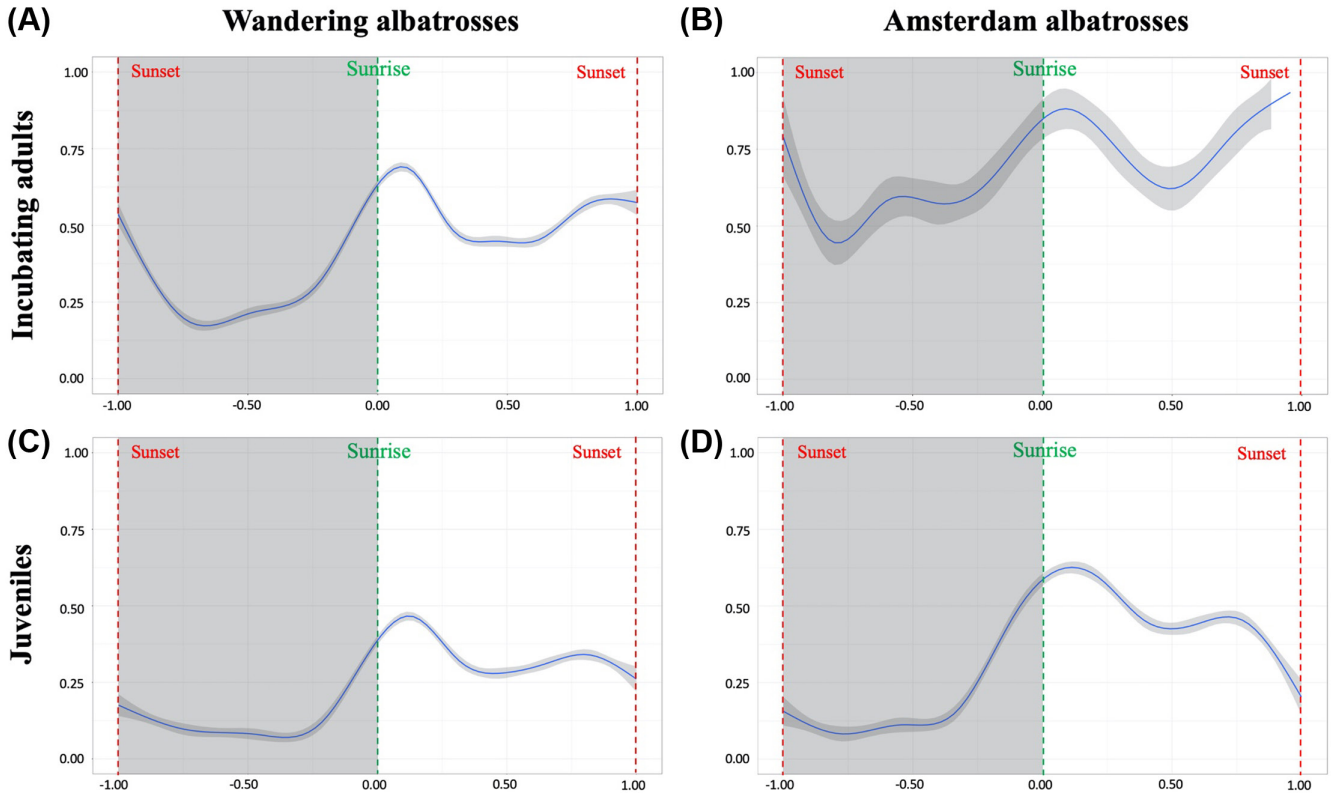 (A) Wandering albatrosses
(B) Amsterdam albatrosses
Incubating adults
Sunset Sunrise Sunset
1.00
0.75
0.50
0.25
0.00
-1.00 -0.50 0.00 0.50 1.00
Sunset Sunrise Sunset
1.00
0.75
0.50
0.25
0.00
-1.00 -0.50 0.00 0.50 1.00
(C)
Juveniles
Sunset Sunrise Sunset
1.00
0.75
0.50
0.25
0.00
-1.00 -0.50 0.00 0.50 1.00
(D)
Sunset Sunrise Sunset
1.00
0.75
0.50
0.25
0.00
-1.00 -0.50 0.00 0.50 1.00